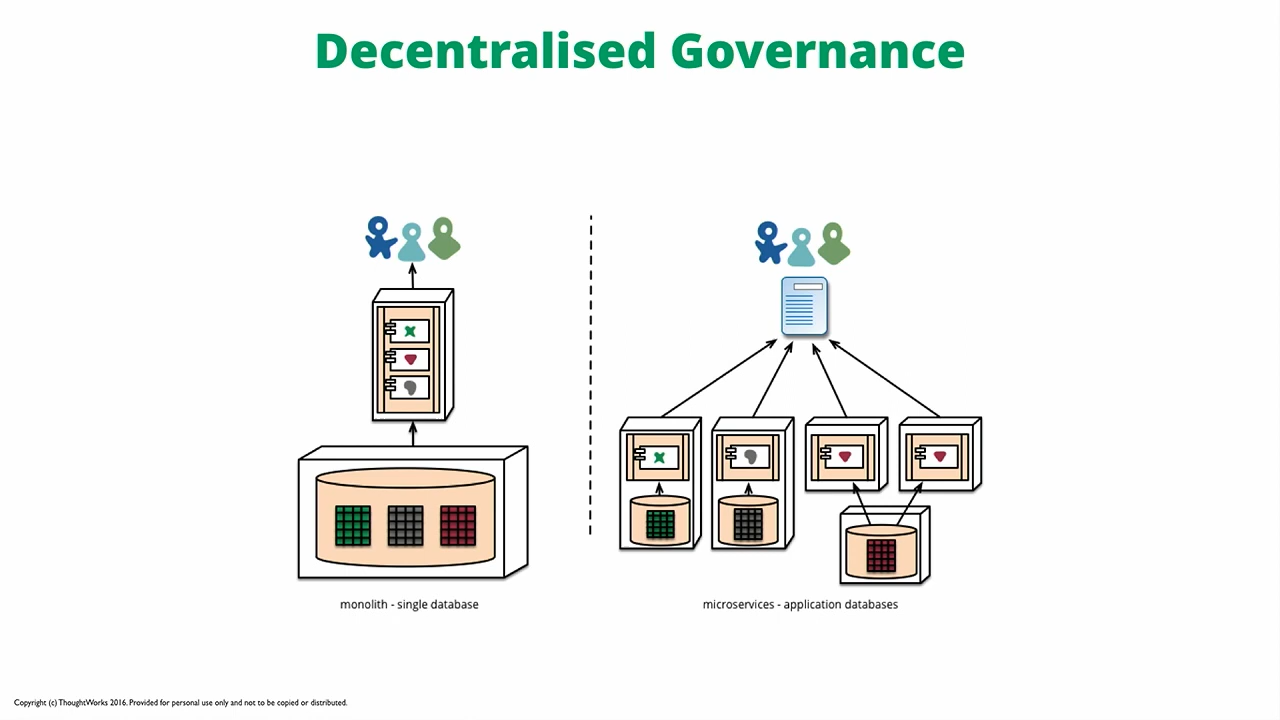 Decentralised Governance
monolith - single database
microservices - application databases
Copyright (c) ThoughtWorks 2016. Provided for personal use only and not to be copied or distributed.